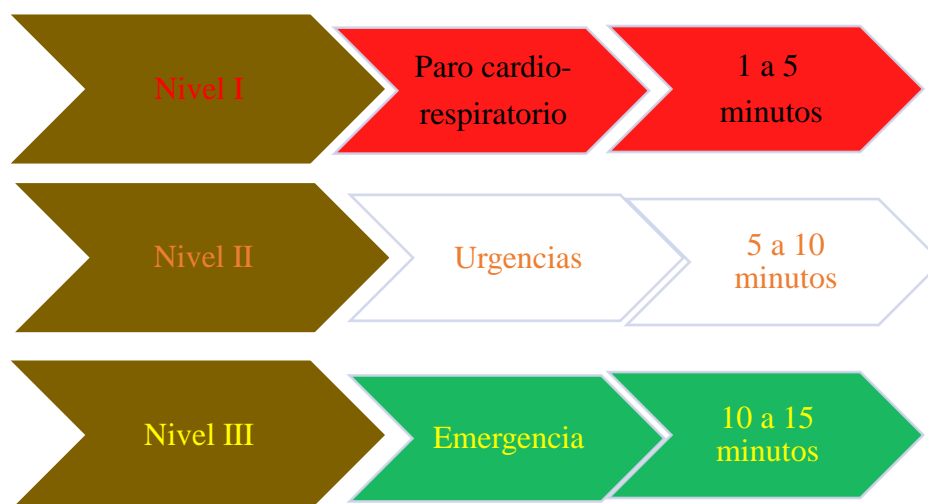 Nivel I
Paro cardio-
respiratorio
1 a 5
minutos
Nivel II
Urgencias
5 a 10
minutos
Nivel III
Emergencia
10 a 15
minutos